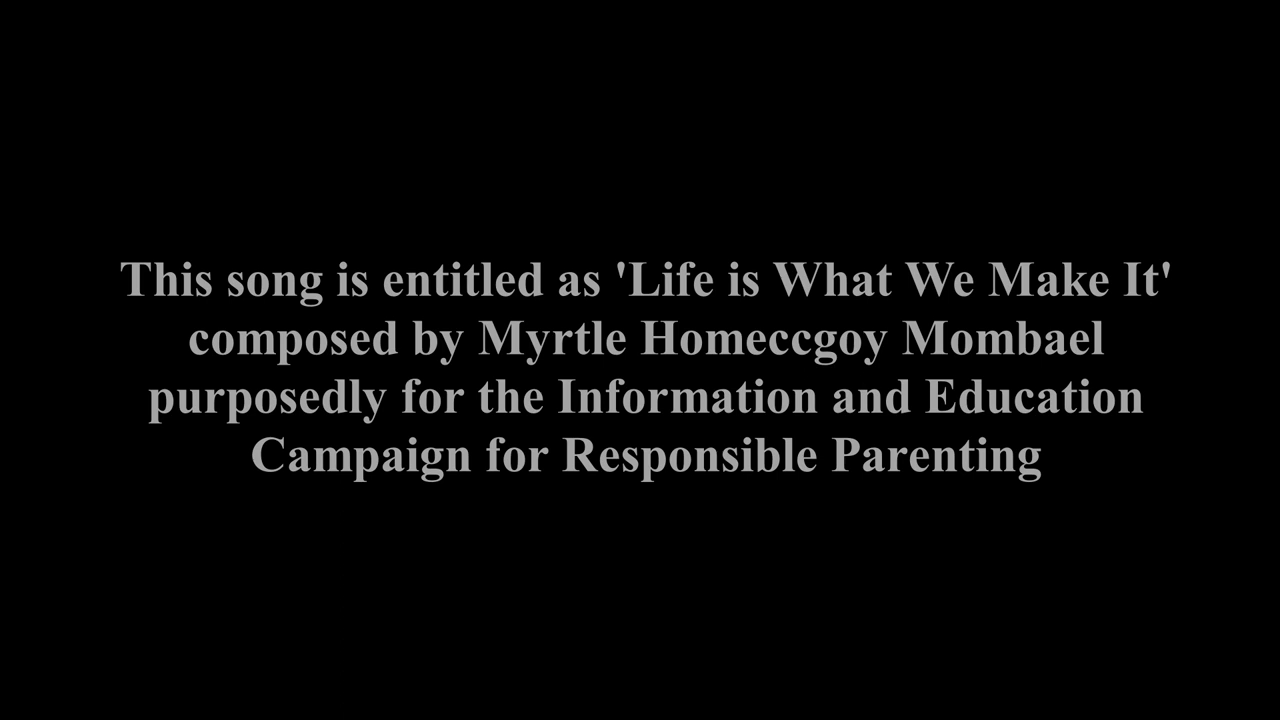 This song is entitled as 'Life is What We Make It'
composed by Myrtle Homeccgoy Mombael
purposedly for the Information and Education
Campaign for Responsible Parenting